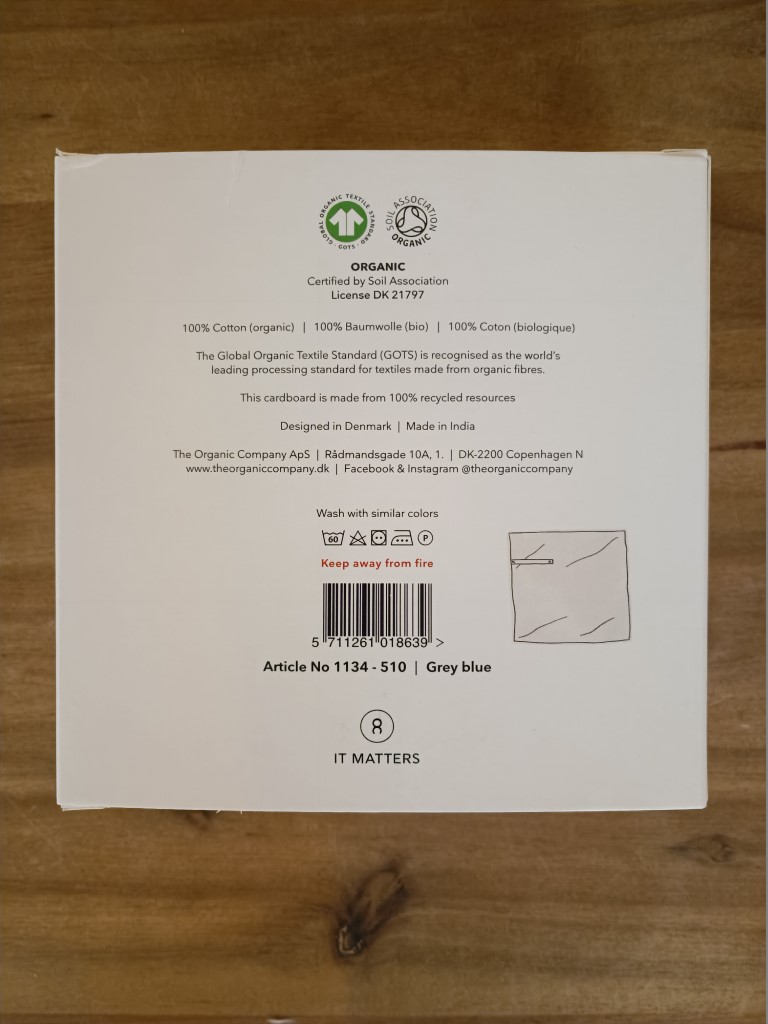 GLOBAL ORGANIC TEXTILE STANDARD · GOTS ·
SOIL ASSOCIATION ORGANIC
ORGANIC
Certified by Soil Association
License DK 21797
100% Cotton (organic) | 100% Baumwolle (bio) | 100% Coton (biologique)
The Global Organic Textile Standard (GOTS) is recognised as the world's
leading processing standard for textiles made from organic fibres.
This cardboard is made from 100% recycled resources
Designed in Denmark | Made in India
The Organic Company ApS | Rådmandsgade 10A, 1. | DK-2200 Copenhagen N
www.theorganiccompany.dk | Facebook & Instagram @theorganiccompany
Wash with similar colors
60 P
Keep away from fire
5 711261 018639 >
Article No 1134 - 510 | Grey blue
8
IT MATTERS